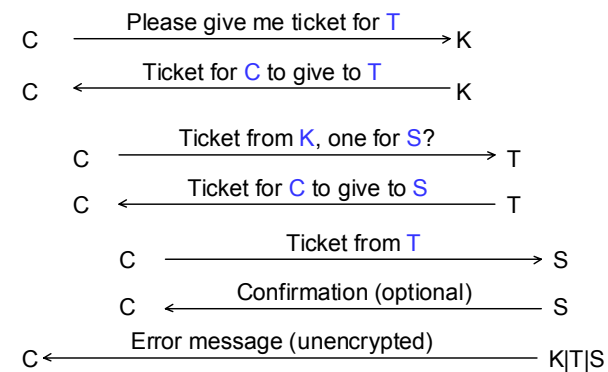 C Please give me ticket for T K
C Ticket for C to give to T K
C Ticket from K, one for S? T
C Ticket for C to give to S T
C Ticket from T S
C Confirmation (optional) S
C Error message (unencrypted) K|T|S